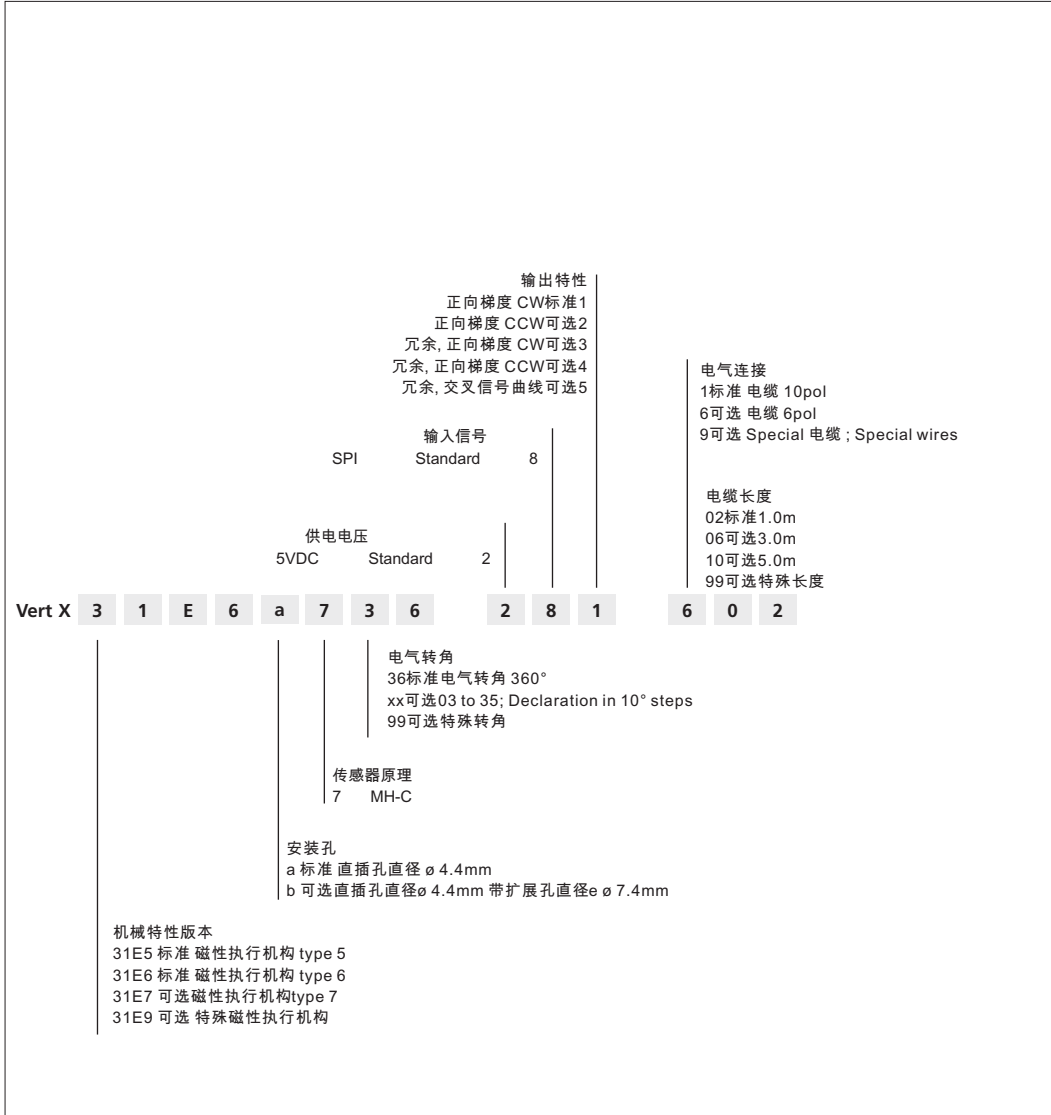 输出特性
正向梯度 CW标准1
正向梯度 CCW可选2
冗余, 正向梯度 CW可选3
冗余, 正向梯度 CCW可选4
冗余, 交叉信号曲线可选5
电气连接
1标准 电缆 10pol
6可选 电缆 6pol
9可选 Special 电缆 ; Special wires
输入信号
SPI Standard 8
电缆长度
02标准1.0m
06可选3.0m
10可选5.0m
99可选特殊长度
供电电压
5VDC Standard 2
Vert X 3 1 E 6 a 7 3 6 2 8 1 6 0 2
电气转角
36标准电气转角 360°
xx可选03 to 35; Declaration in 10° steps
99可选特殊转角
传感器原理
7 MH-C
安装孔
a 标准 直插孔直径 ø 4.4mm
b 可选直插孔直径ø 4.4mm 带扩展孔直径e ø 7.4mm
机械特性版本
31E5 标准 磁性执行机构 type 5
31E6 标准 磁性执行机构 type 6
31E7 可选磁性执行机构type 7
31E9 可选 特殊磁性执行机构